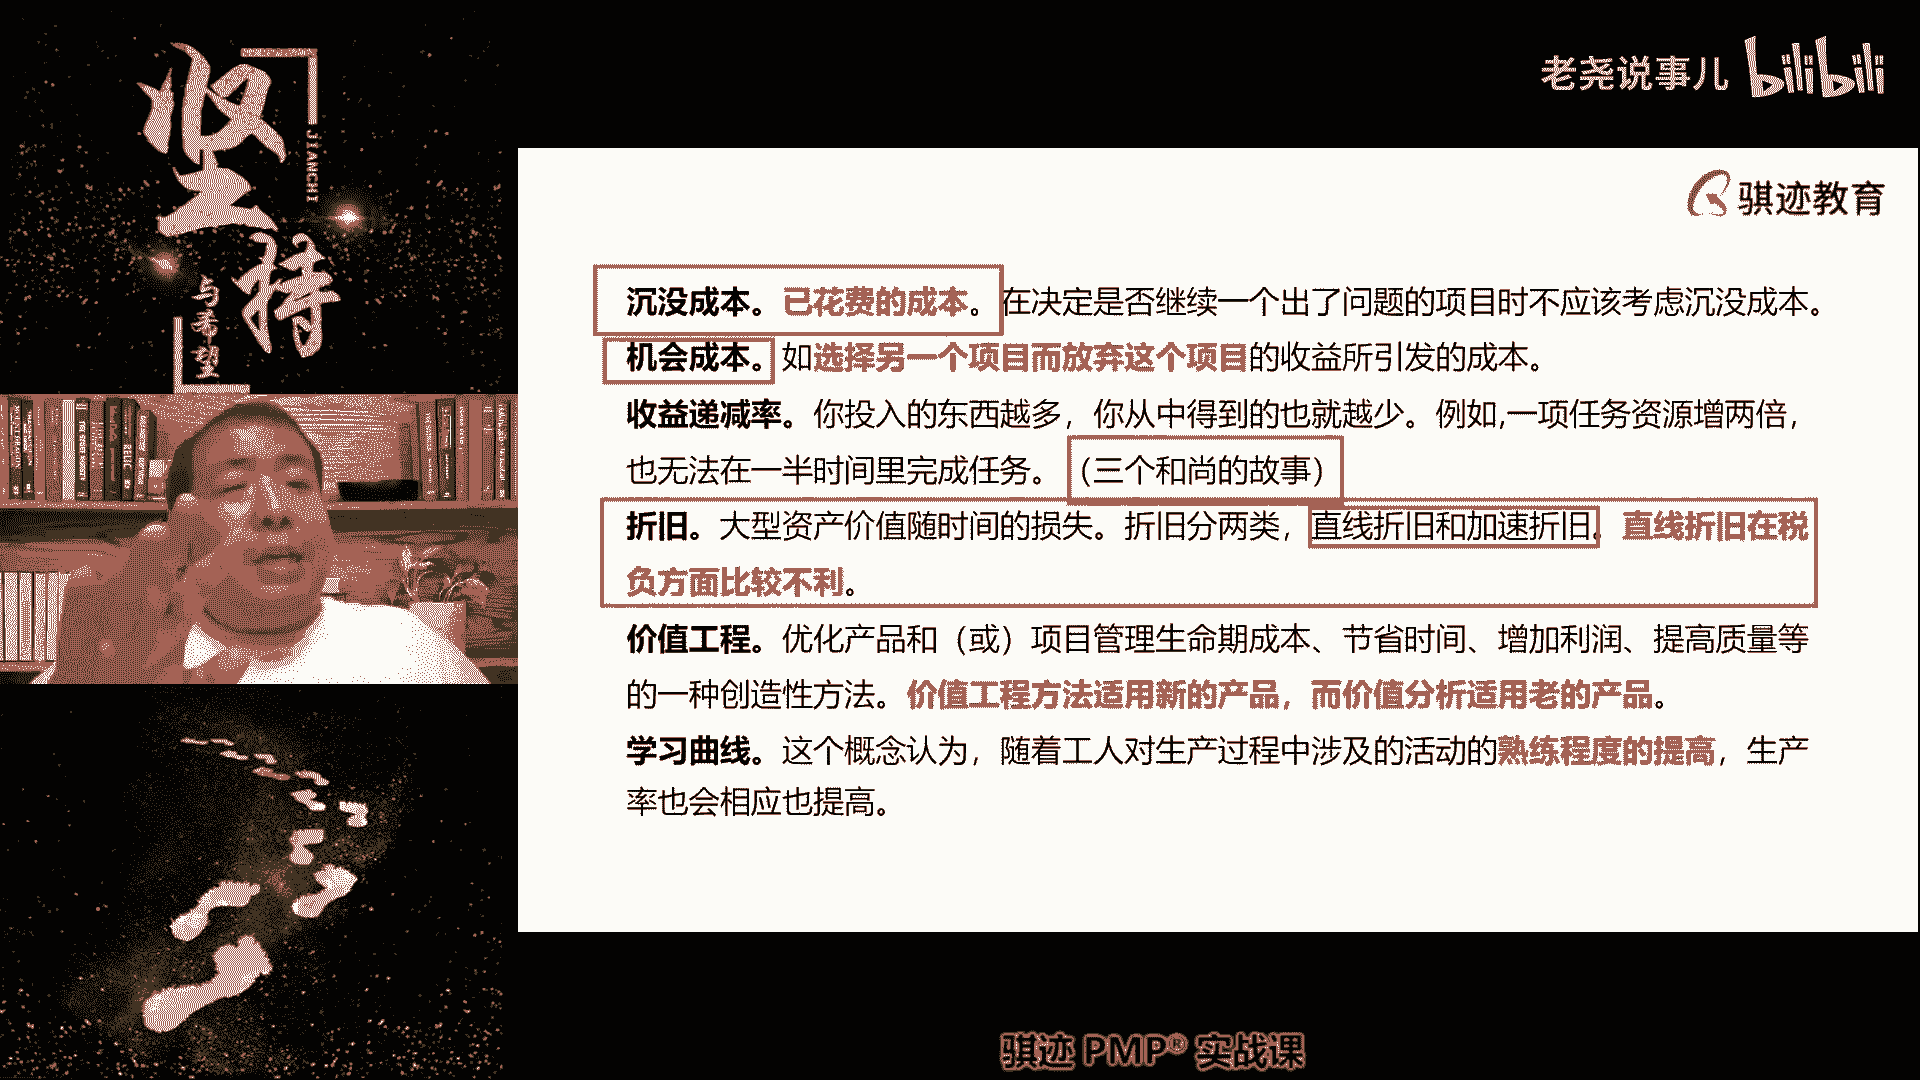 坚持
JIANCHI
与希望
老尧说事儿 bilibili
骐迹教育
沉没成本。已花费的成本。在决定是否继续一个出了问题的项目时不应该考虑沉没成本。
机会成本。如选择另一个项目而放弃这个项目的收益所引发的成本。
收益递减率。你投入的东西越多，你从中得到的也就越少。例如,一项任务资源增两倍，
也无法在一半时间里完成任务。（三个和尚的故事）
折旧。大型资产价值随时间的损失。折旧分两类，直线折旧和加速折旧。直线折旧在税
负方面比较不利。
价值工程。优化产品和（或）项目管理生命期成本、节省时间、增加利润、提高质量等
的一种创造性方法。价值工程方法适用新的产品，而价值分析适用老的产品。
学习曲线。这个概念认为，随着工人对生产过程中涉及的活动的熟练程度的提高，生产
率也会相应也提高。
骐迹 PMP® 实战课